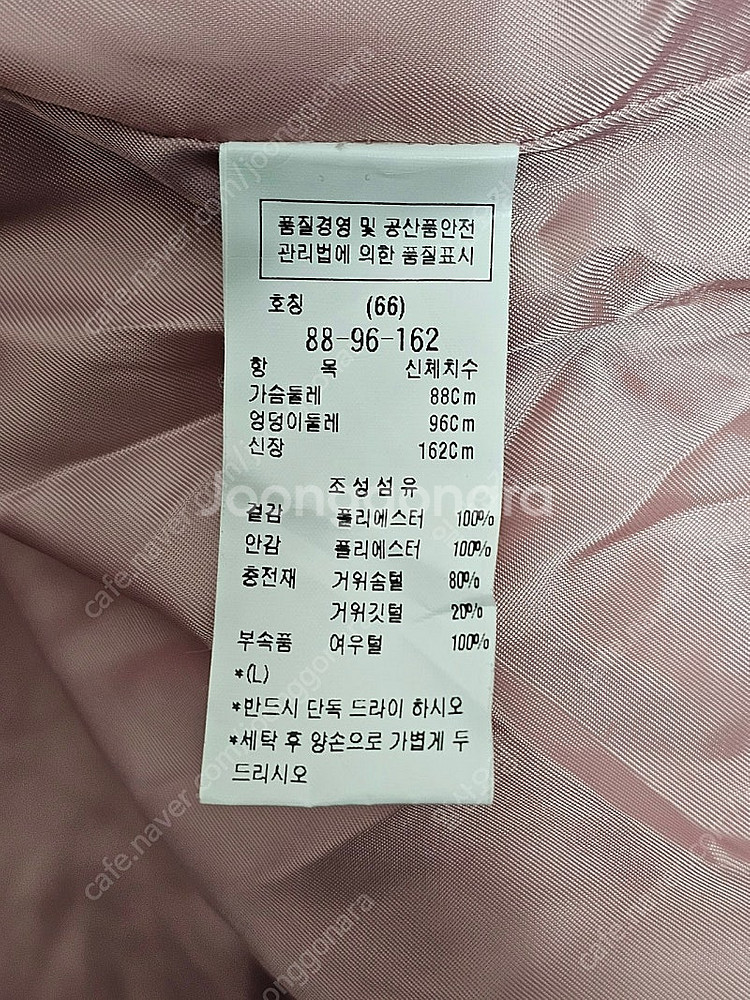 품질경영 및 공산품안전
관리법에 의한 품질표시
호칭 (66)
88-96-162
항 목 신체치수
가슴둘레 88Cm
엉덩이둘레 96Cm
신장 162Cm
조성섬유
겉감 폴리에스터 100%
안감 폴리에스터 100%
충전재 거위솜털 80%
거위깃털 20%
부속품 여우털 100%
*(L)
*반드시 단독 드라이 하시오
*세탁 후 양손으로 가볍게 두
드리시오
Joonggonara
cafe.naver.com/joonggonara